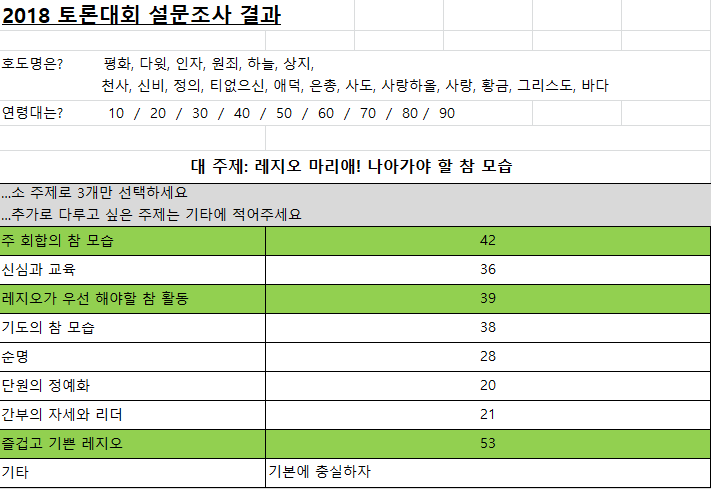 2018 토론대회 설문조사 결과
호도명은? 평화, 다윗, 인자, 원죄, 하늘, 상지,
천사, 신비, 정의, 티없으신, 애덕, 은총, 사도, 사랑하올, 사랑, 황금, 그리스도, 바다
연령대는? 10 / 20 / 30 / 40 / 50 / 60 / 70 / 80 / 90
대 주제: 레지오 마리애! 나아가야 할 참 모습
...소 주제로 3개만 선택하세요
...추가로 다루고 싶은 주제는 기타에 적어주세요
주 회합의 참 모습 42
신심과 교육 36
레지오가 우선 해야할 참 활동 39
기도의 참 모습 38
순명 28
단원의 정예화 20
간부의 자세와 리더 21
즐겁고 기쁜 레지오 53
기타 기본에 충실하자